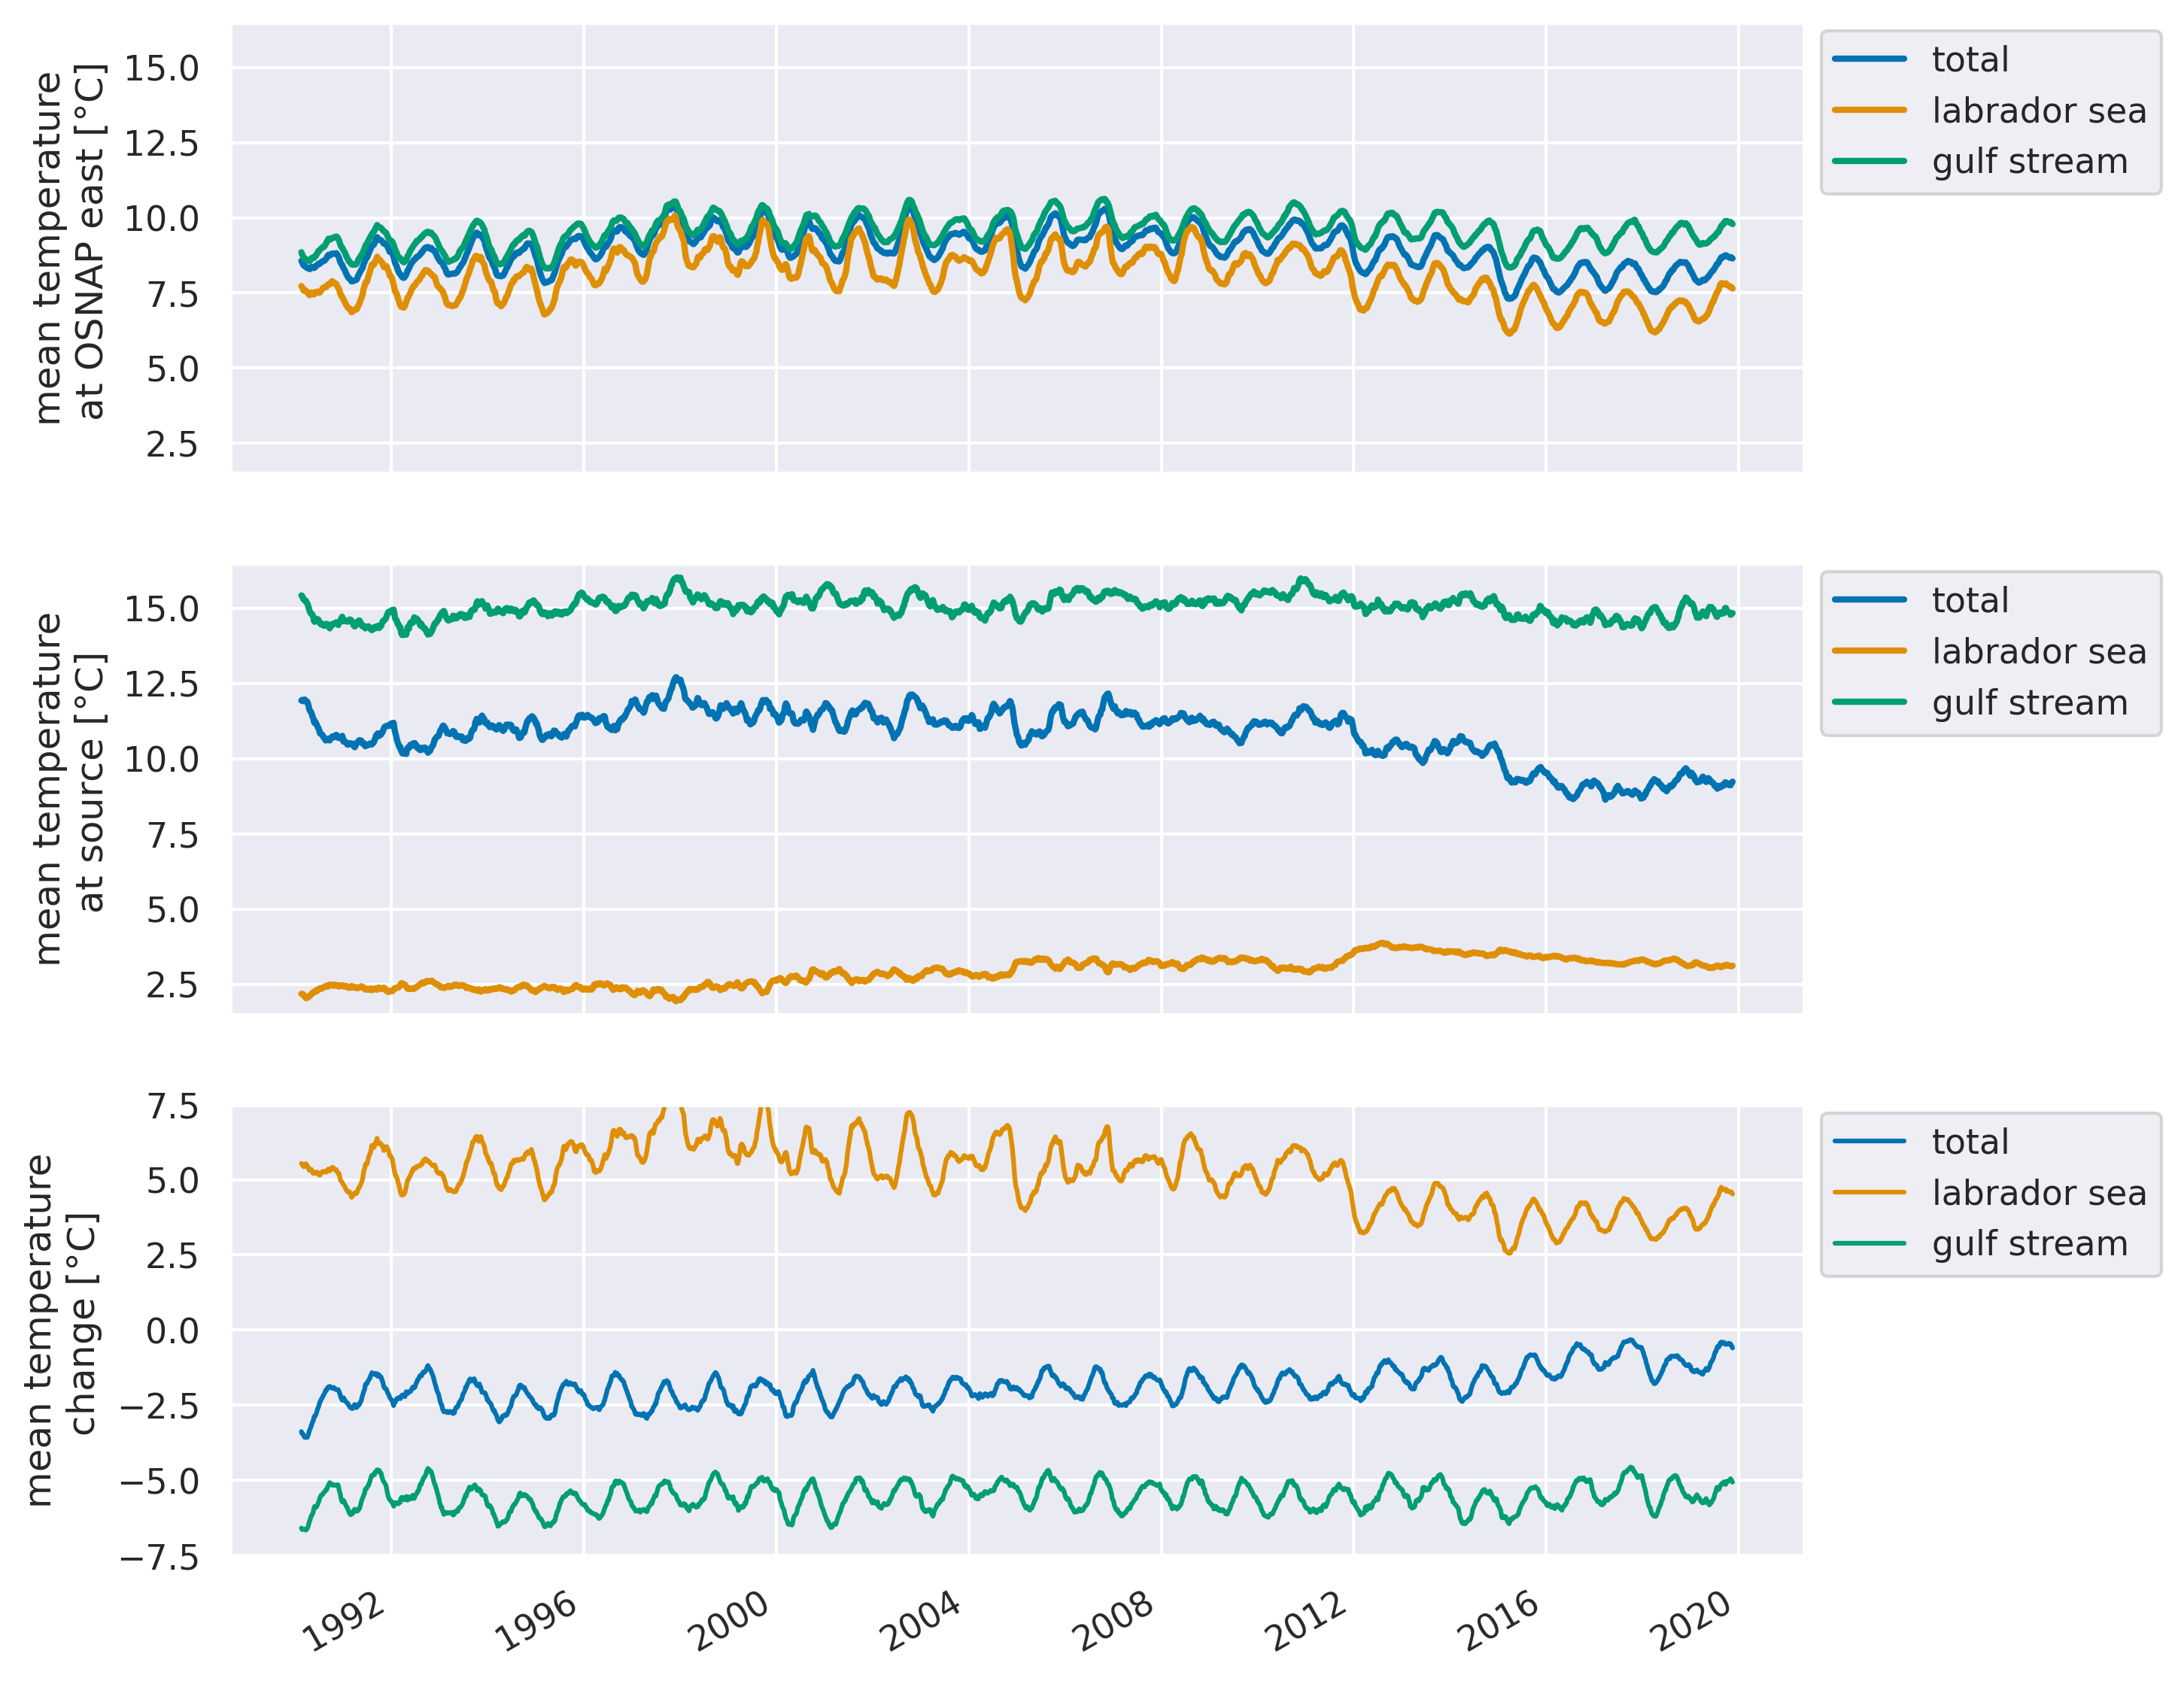 mean temperature
at OSNAP east [°C]
15.0
12.5
10.0
7.5
5.0
2.5
total
labrador sea
gulf stream
mean temperature
at source [°C]
15.0
12.5
10.0
7.5
5.0
2.5
total
labrador sea
gulf stream
mean temperature
change [°C]
7.5
5.0
2.5
0.0
−2.5
−5.0
−7.5
total
labrador sea
gulf stream
1992
1996
2000
2004
2008
2012
2016
2020